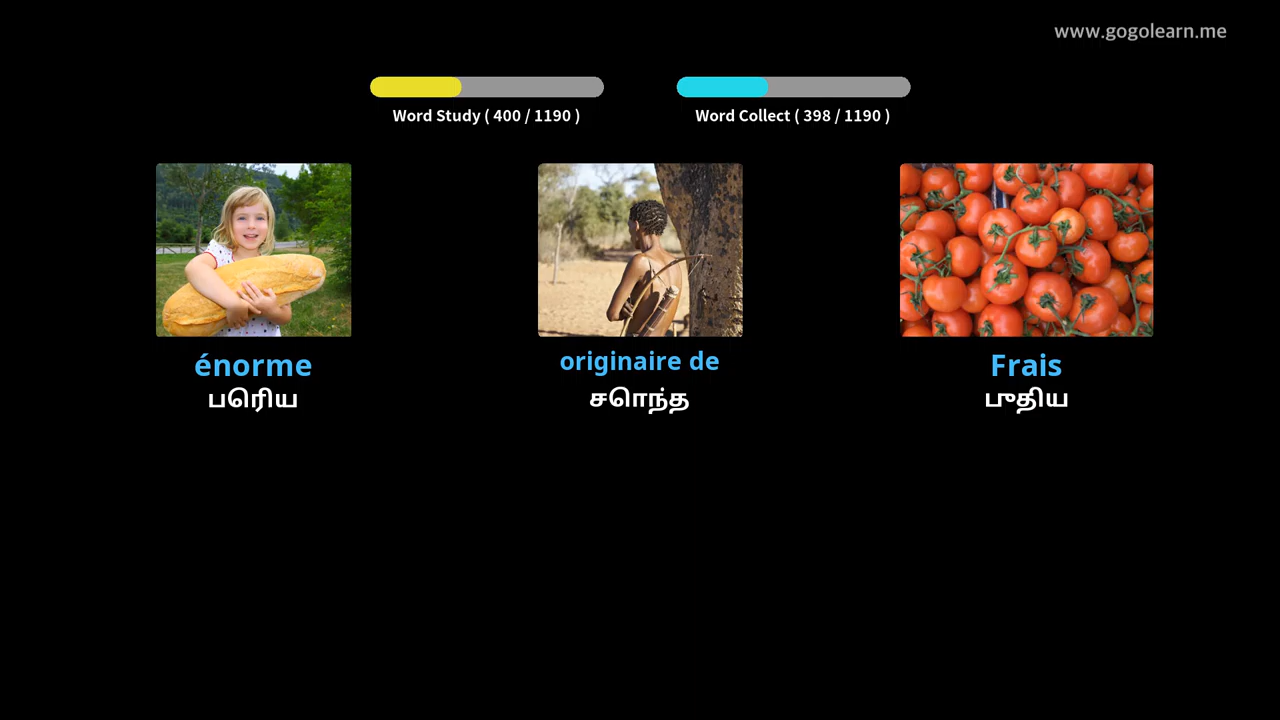 www.gogolearn.me
Word Study ( 400 / 1190 )
Word Collect ( 398 / 1190 )
énorme
பெரிய
originaire de
சொந்த
Frais
புதிய